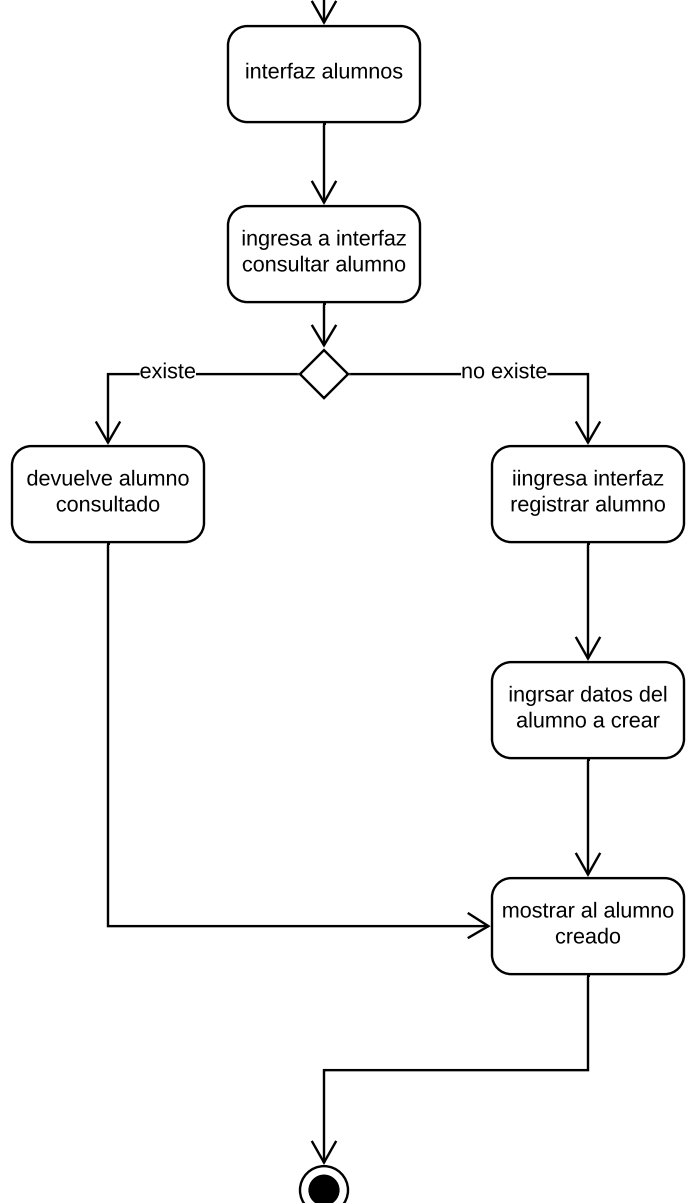 interfaz alumnos
ingresa a interfaz
consultar alumno
existe
no existe
devuelve alumno
consultado
iingresa interfaz
registrar alumno
ingrsar datos del
alumno a crear
mostrar al alumno
creado